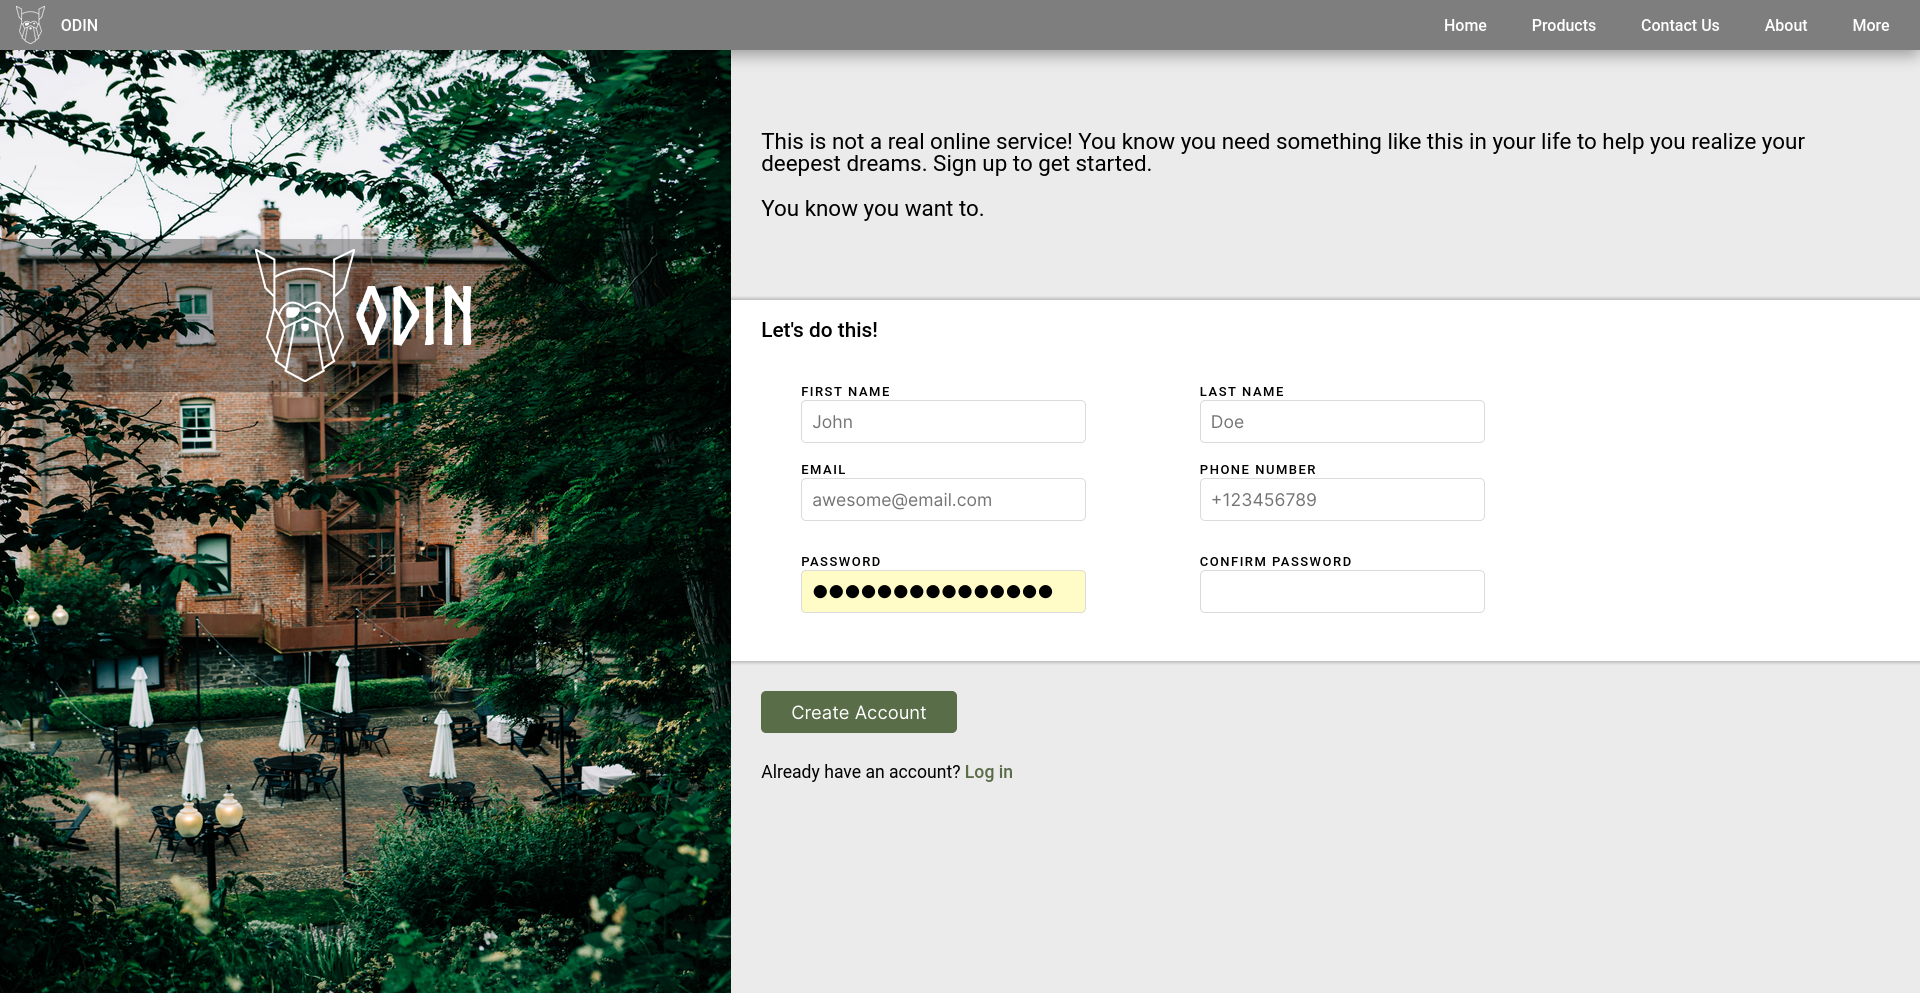 ODIN
Home
Products
Contact Us
About
More
ODIN
This is not a real online service! You know you need something like this in your life to help you realize your
deepest dreams. Sign up to get started.
You know you want to.
Let's do this!
FIRST NAME
LAST NAME
John
Doe
EMAIL
PHONE NUMBER
awesome@email.com
+123456789
PASSWORD
CONFIRM PASSWORD
Create Account
Already have an account? Log in